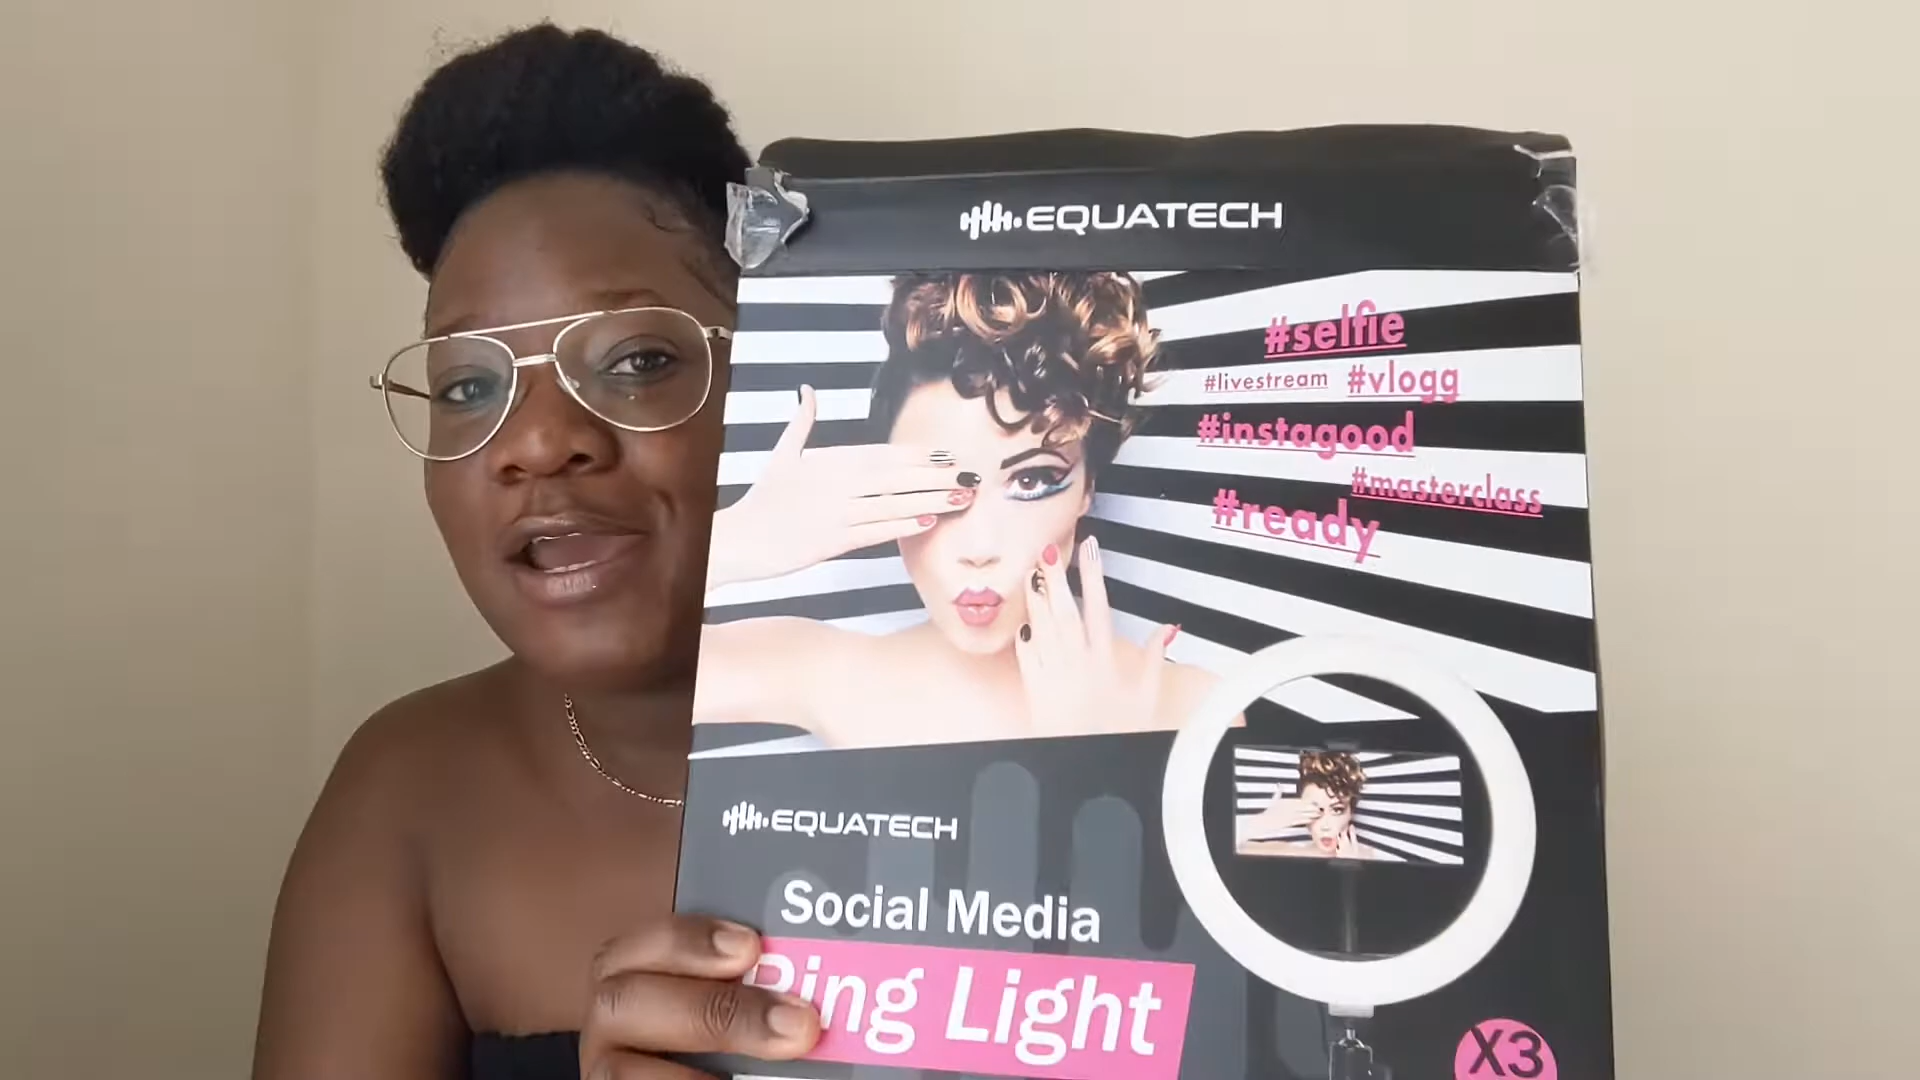 EQUATECH
#selfie
#livestream #vlogg
#instagood
#masterclass
#ready
EQUATECH
Social Media
Ring Light
X3